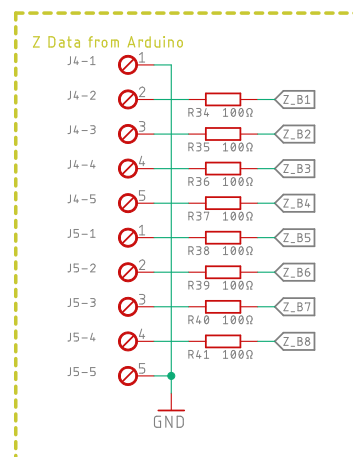 Z Data from Arduino
J4-1 1
J4-2 2 Z_B1
R34 100Ω
J4-3 3 Z_B2
R35 100Ω
J4-4 4 Z_B3
R36 100Ω
J4-5 5 Z_B4
R37 100Ω
J5-1 1 Z_B5
R38 100Ω
J5-2 2 Z_B6
R39 100Ω
J5-3 3 Z_B7
R40 100Ω
J5-4 4 Z_B8
R41 100Ω
J5-5 5
GND